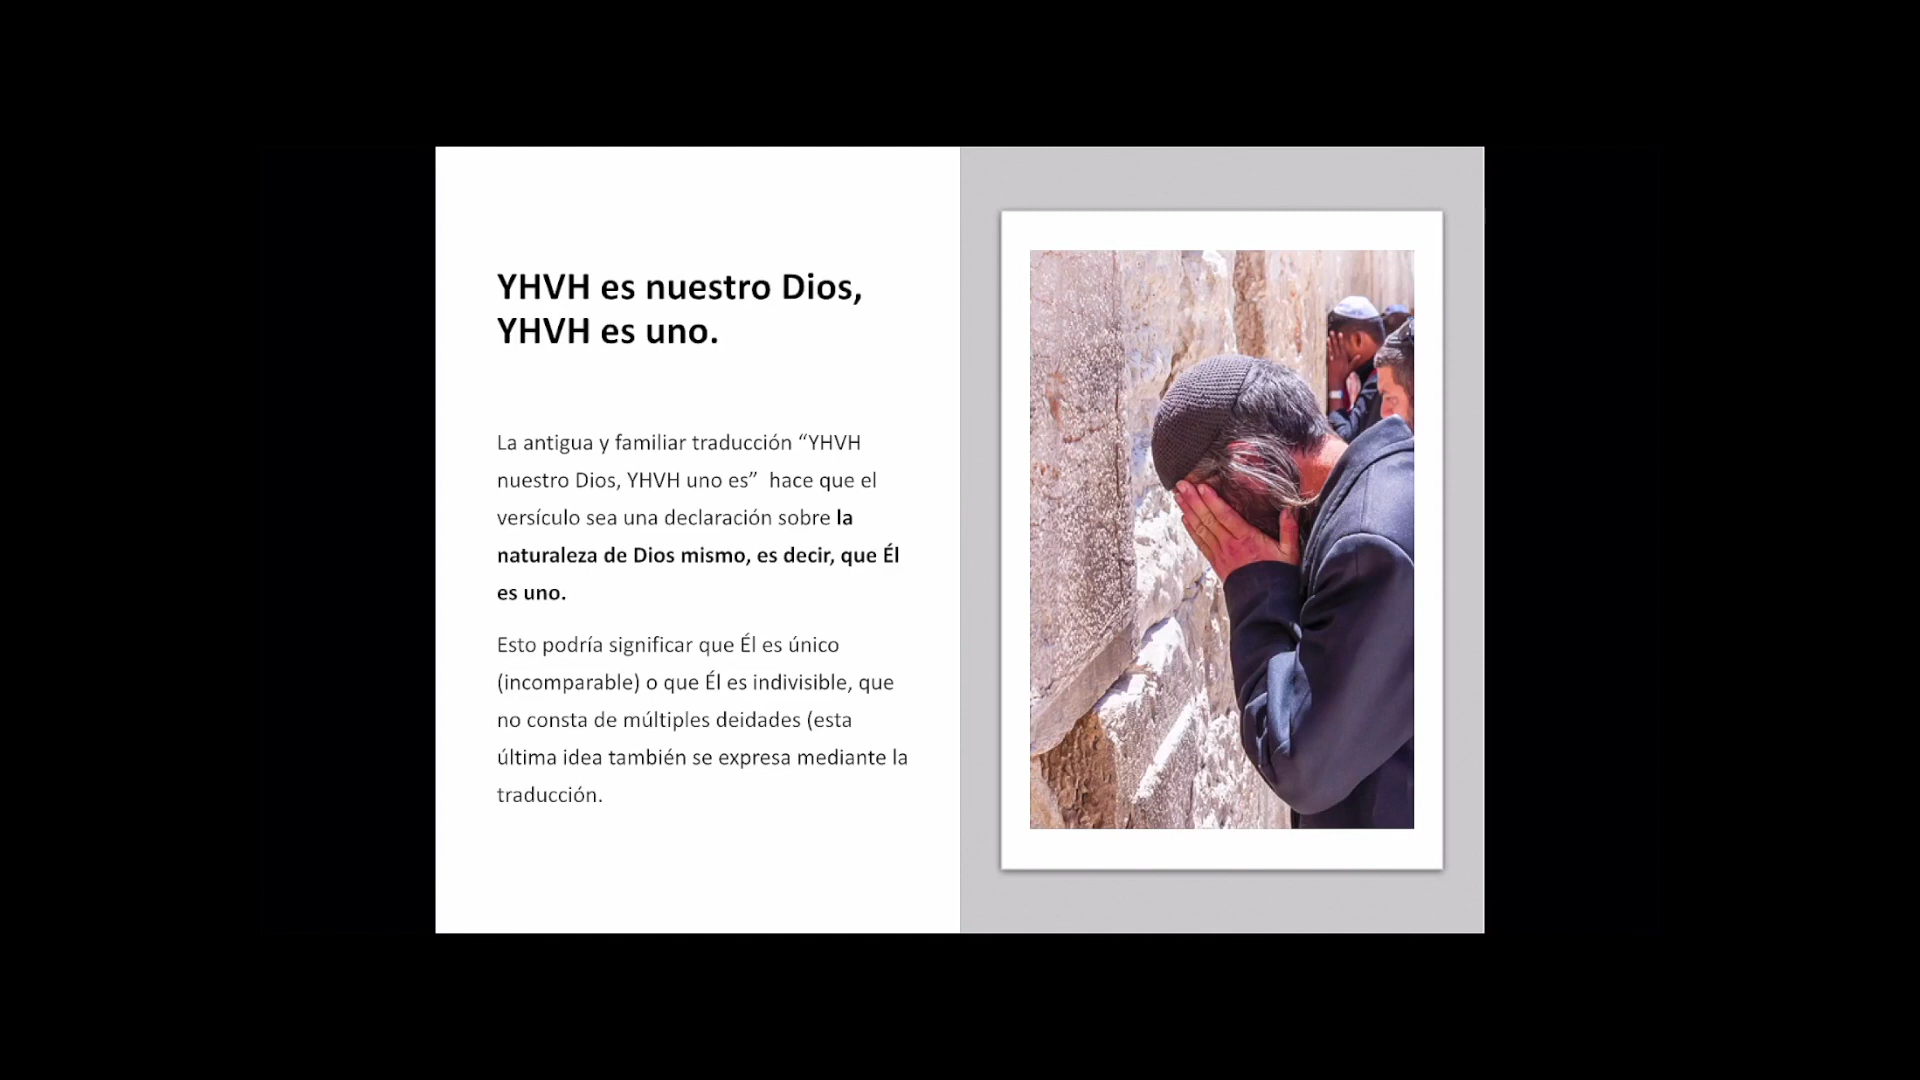 YHVH es nuestro Dios,
YHVH es uno.
La antigua y familiar traducción “YHVH
nuestro Dios, YHVH uno es”  hace que el
versículo sea una declaración sobre la
naturaleza de Dios mismo, es decir, que Él
es uno.
Esto podría significar que Él es único
(incomparable) o que Él es indivisible, que
no consta de múltiples deidades (esta
última idea también se expresa mediante la
traducción.